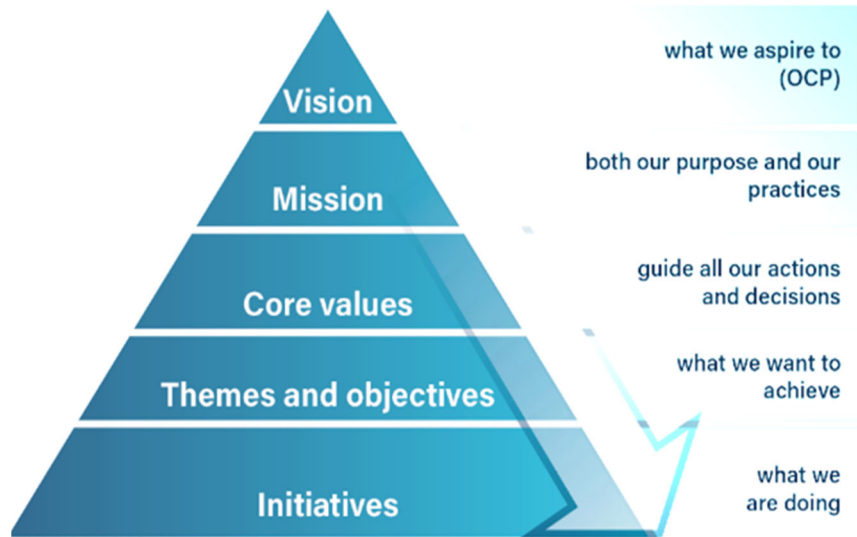 Vision
what we aspire to
(OCP)
Mission
both our purpose and our
practices
Core values
guide all our actions
and decisions
Themes and objectives
what we want to
achieve
Initiatives
what we
are doing